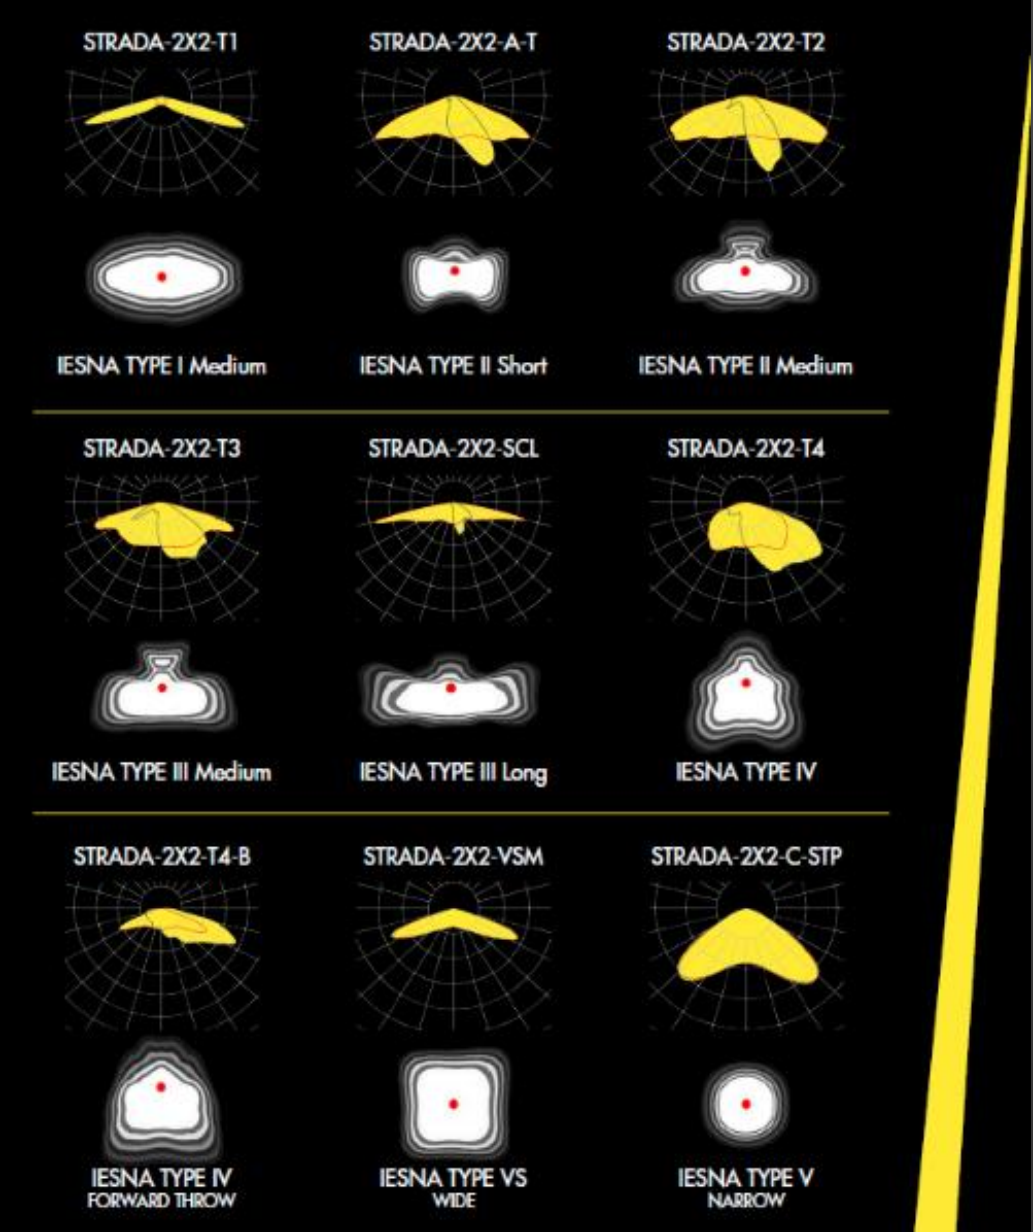 STRADA-2X2-T1
STRADA-2X2-A-T
STRADA-2X2-T2
IESNA TYPE I Medium
IESNA TYPE II Short
IESNA TYPE II Medium
STRADA-2X2-T3
STRADA-2X2-SCL
STRADA-2X2-T4
IESNA TYPE III Medium
IESNA TYPE III Long
IESNA TYPE IV
STRADA-2X2-T4-B
STRADA-2X2-VSM
STRADA-2X2-C-STP
IESNA TYPE IV
FORWARD THROW
IESNA TYPE VS
WIDE
IESNA TYPE V
NARROW